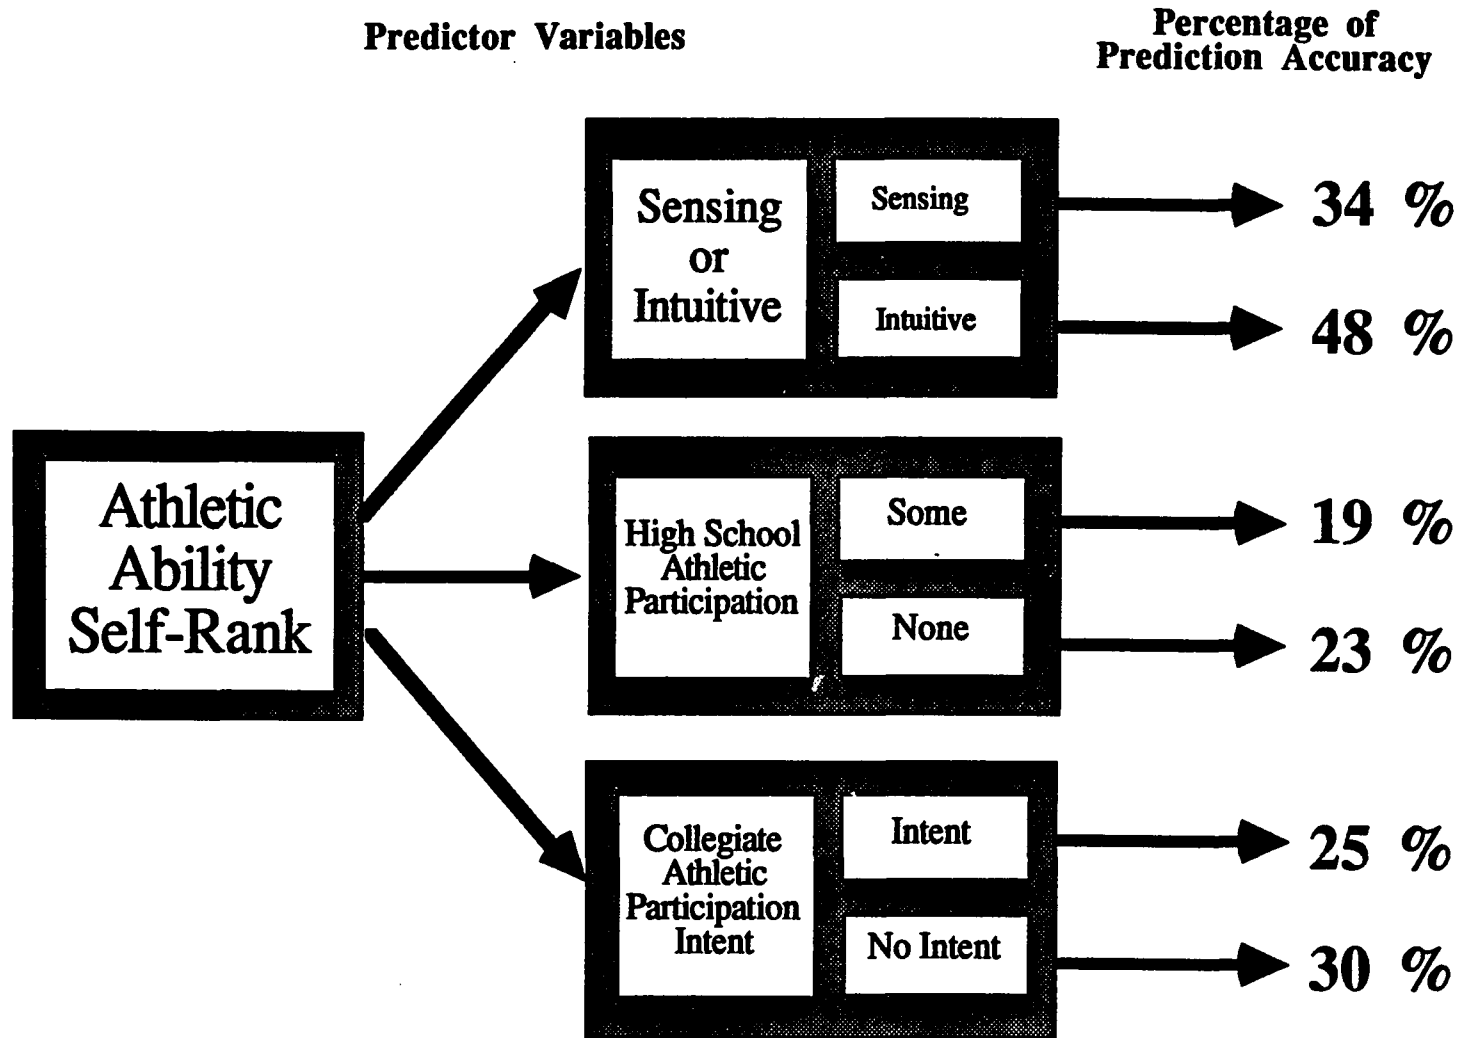 Predictor Variables
Percentage of
Prediction Accuracy
Athletic
Ability
Self-Rank
Sensing
or
Intuitive
Sensing
34 %
Intuitive
48 %
High School
Athletic
Participation
Some
19 %
None
23 %
Collegiate
Athletic
Participation
Intent
Intent
25 %
No Intent
30 %